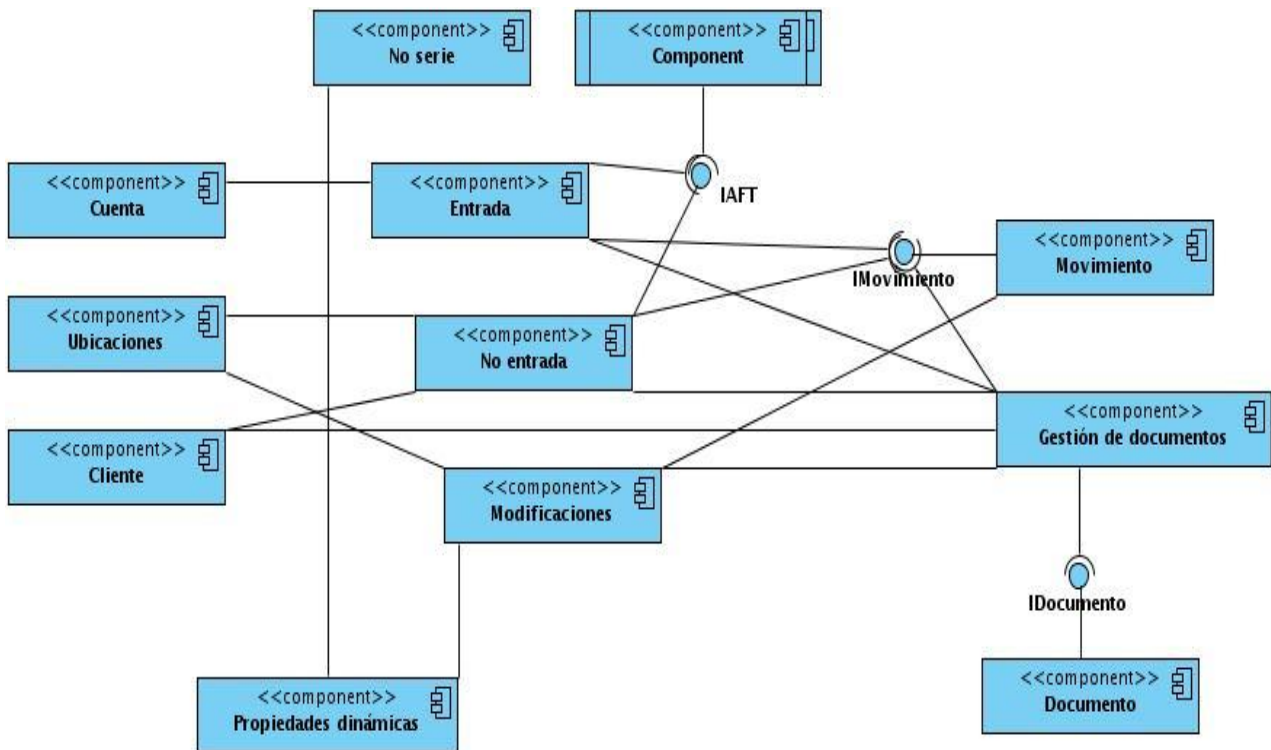 <<component>>
No serie
<<component>>
Component
<<component>>
Cuenta
<<component>>
Entrada
IAFT
<<component>>
Movimiento
IMovimiento
<<component>>
Ubicaciones
<<component>>
No entrada
<<component>>
Gestión de documentos
<<component>>
Cliente
<<component>>
Modificaciones
IDocumento
<<component>>
Documento
<<component>>
Propiedades dinámicas